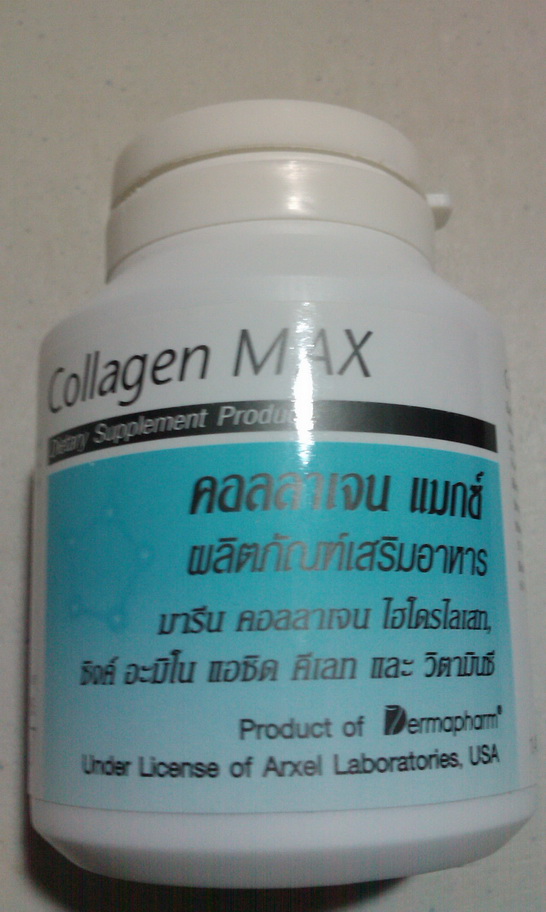 Collagen MAX
Dietary Supplement Product
คอลลาเจน แมกซ์
ผลิตภัณฑ์เสริมอาหาร
มารีน คอลลาเจน ไฮโดรไลเสท,
ซิงค์ อะมิโน แอซิด คีเลท และ วิตามินซี
Product of Dermapharm®
Under License of Arxel Laboratories, USA